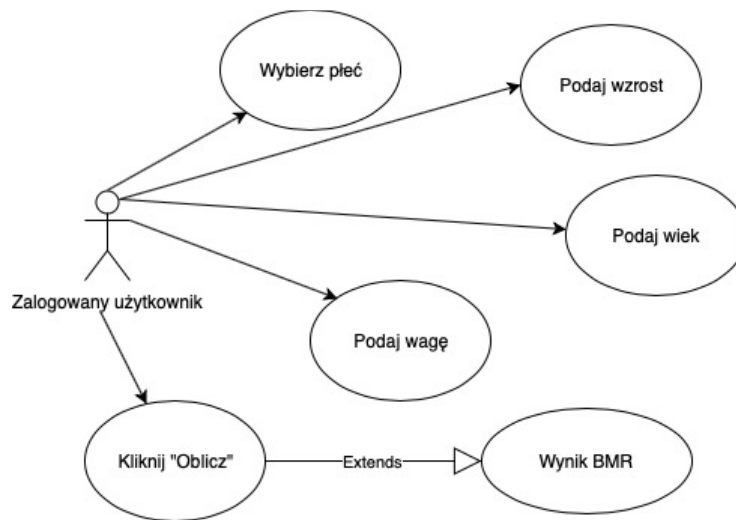 Wybierz płeć
Podaj wzrost
Podaj wiek
Zalogowany użytkownik
Podaj wagę
Kliknij "Oblicz"
Extends
Wynik BMR